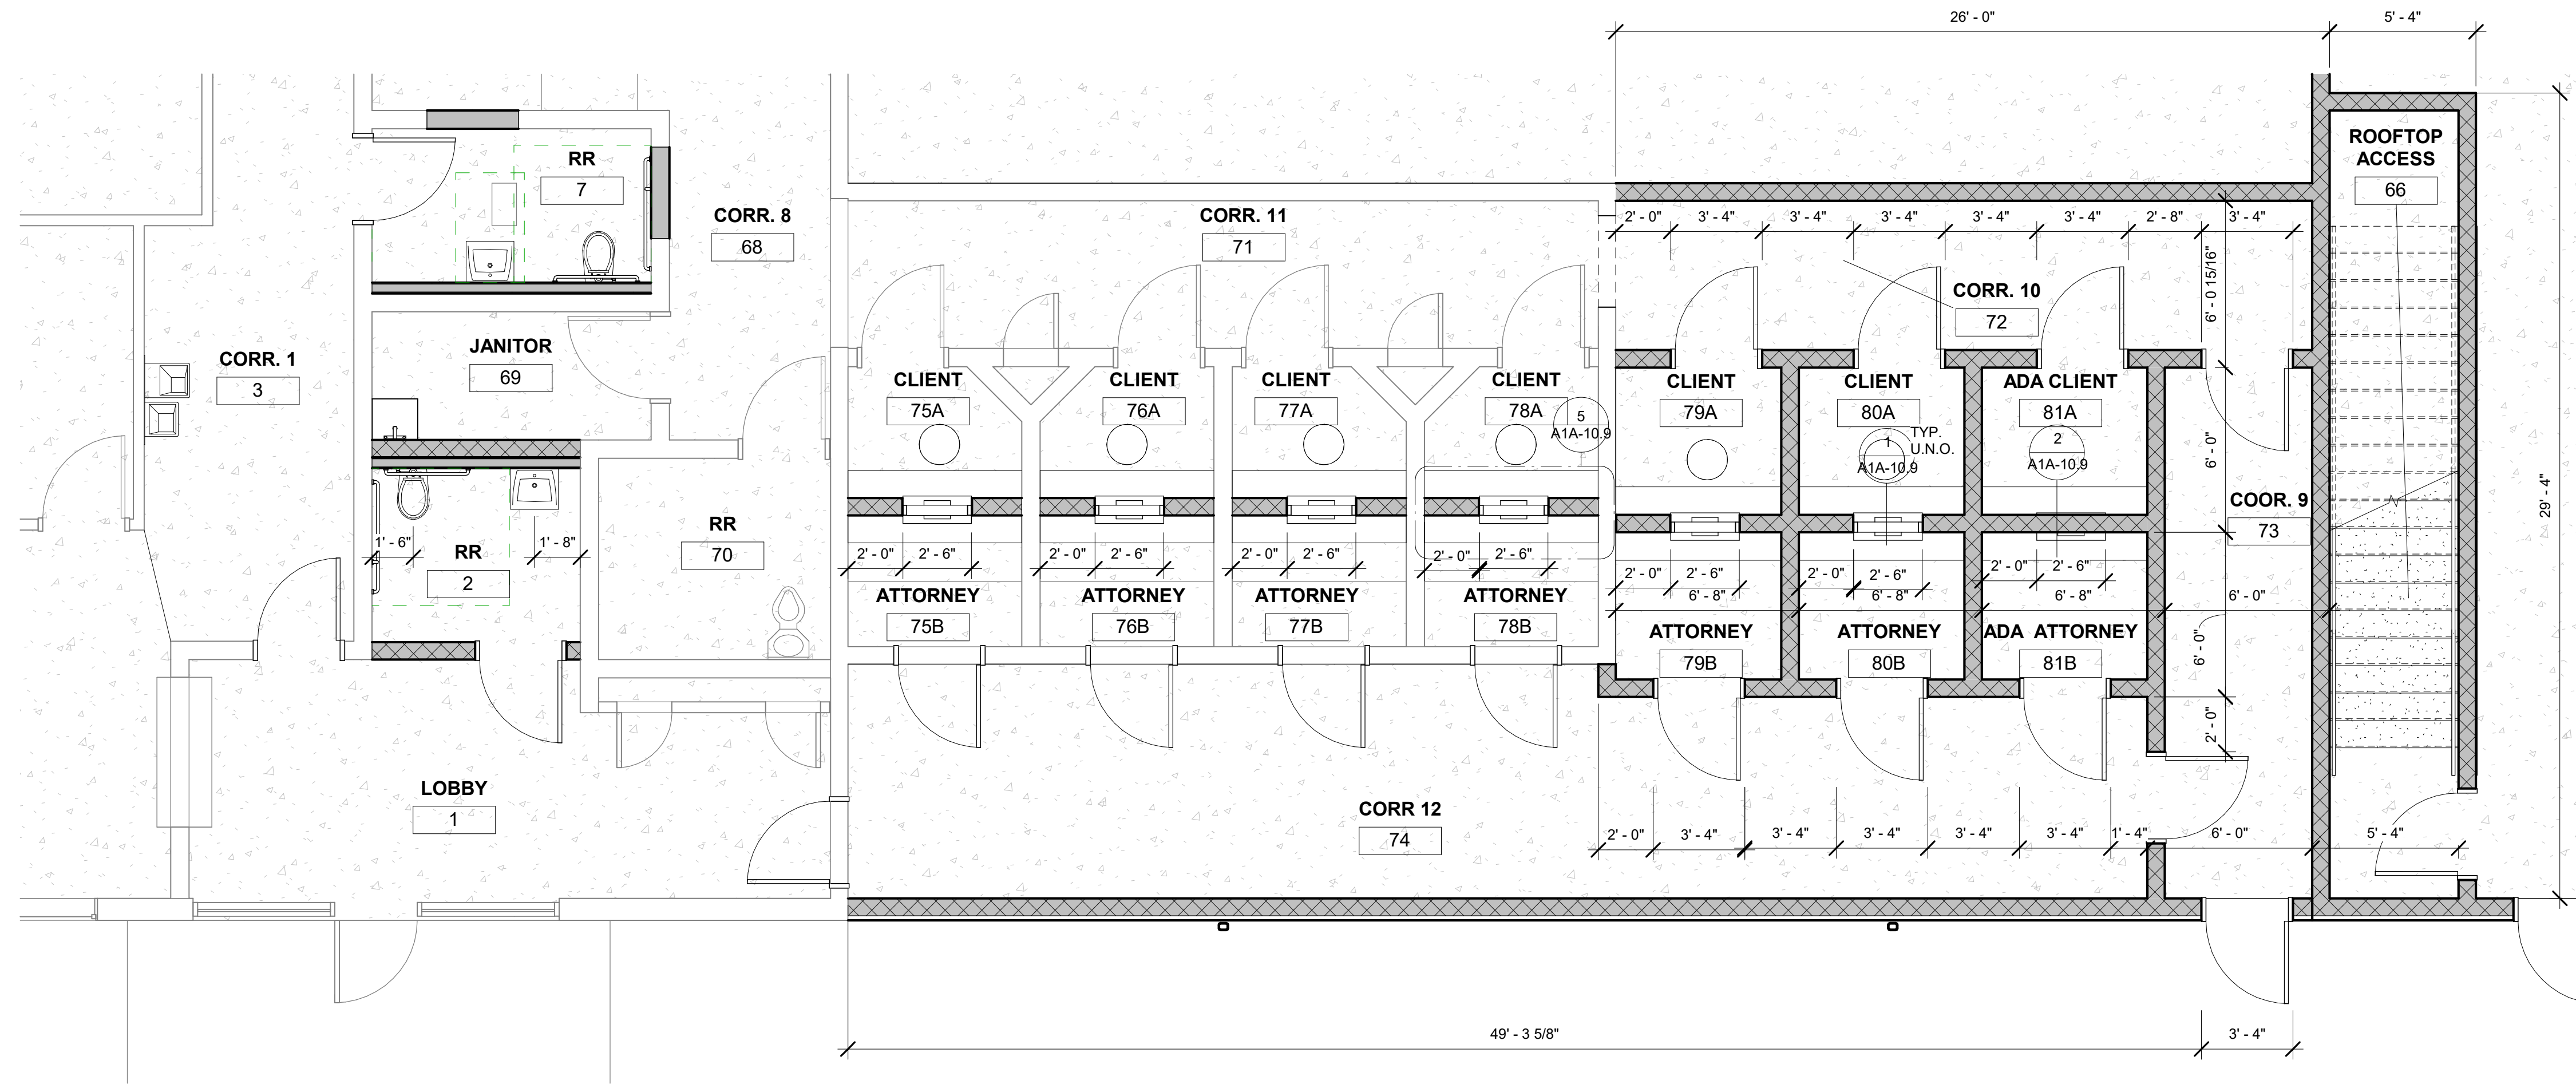 26' - 0"
5' - 4"
ROOFTOP
ACCESS
66
RR
7
CORR. 8
68
CORR. 11
71
2' - 0"
3' - 4"
3' - 4"
3' - 4"
3' - 4"
3' - 4"
2' - 8"
3' - 4"
6' - 0 15/16"
CORR. 10
72
CORR. 1
3
JANITOR
69
CLIENT
75A
CLIENT
76A
CLIENT
77A
CLIENT
78A
5
A1A-10.9
CLIENT
79A
CLIENT
80A
1
A1A-10.9
TYP.
U.N.O.
ADA CLIENT
81A
2
A1A-10.9
6' - 0"
COOR. 9
73
29' - 4"
1' - 6"
1' - 8"
RR
2
RR
70
2' - 0"
2' - 6"
2' - 0"
2' - 6"
2' - 0"
2' - 6"
2' - 0"
2' - 6"
2' - 0"
2' - 6"
2' - 0"
2' - 6"
2' - 0"
2' - 6"
6' - 8"
6' - 8"
6' - 8"
6' - 0"
ATTORNEY
75B
ATTORNEY
76B
ATTORNEY
77B
ATTORNEY
78B
ATTORNEY
79B
ATTORNEY
80B
ADA ATTORNEY
81B
6' - 0"
2' - 0"
LOBBY
1
CORR 12
74
2' - 0"
3' - 4"
3' - 4"
3' - 4"
3' - 4"
3' - 4"
1' - 4"
6' - 0"
5' - 4"
49' - 3 5/8"
3' - 4"